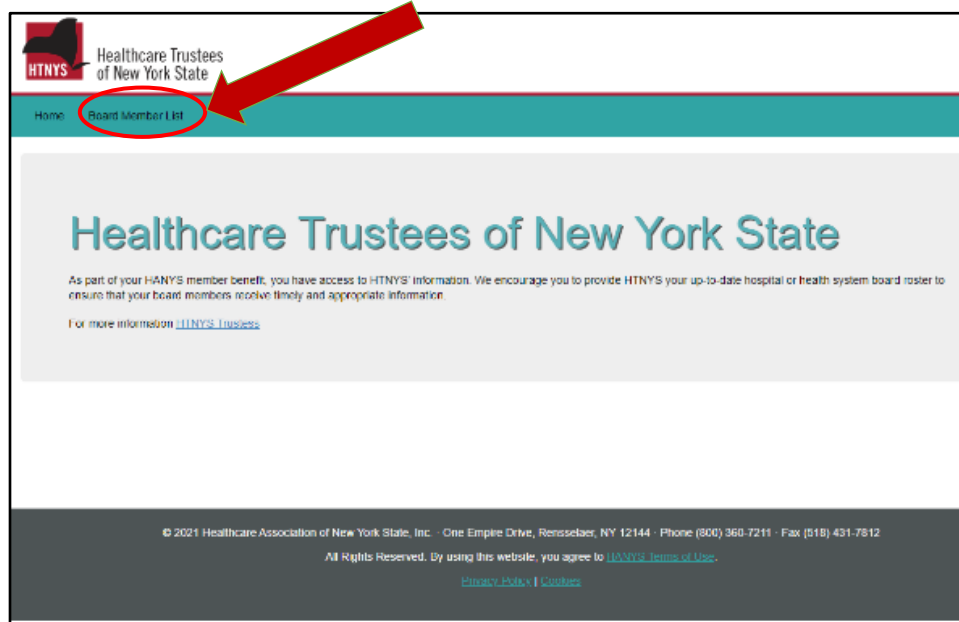 HTNYS
Healthcare Trustees
of New York State
Home Board Member List
Healthcare Trustees of New York State
As part of your HANYS member benefit, you have access to HTNYS' information. We encourage you to provide HTNYS your up-to-date hospital or health system board roster to
ensure that your board members receive timely and appropriate information.
For more information HTNYS Trustees
© 2021 Healthcare Association of New York State, Inc. · One Empire Drive, Rensselaer, NY 12144 · Phone (800) 360-7211 · Fax (518) 431-7812
All Rights Reserved. By using this website, you agree to HANYS Terms of Use.
Privacy Policy | Cookies